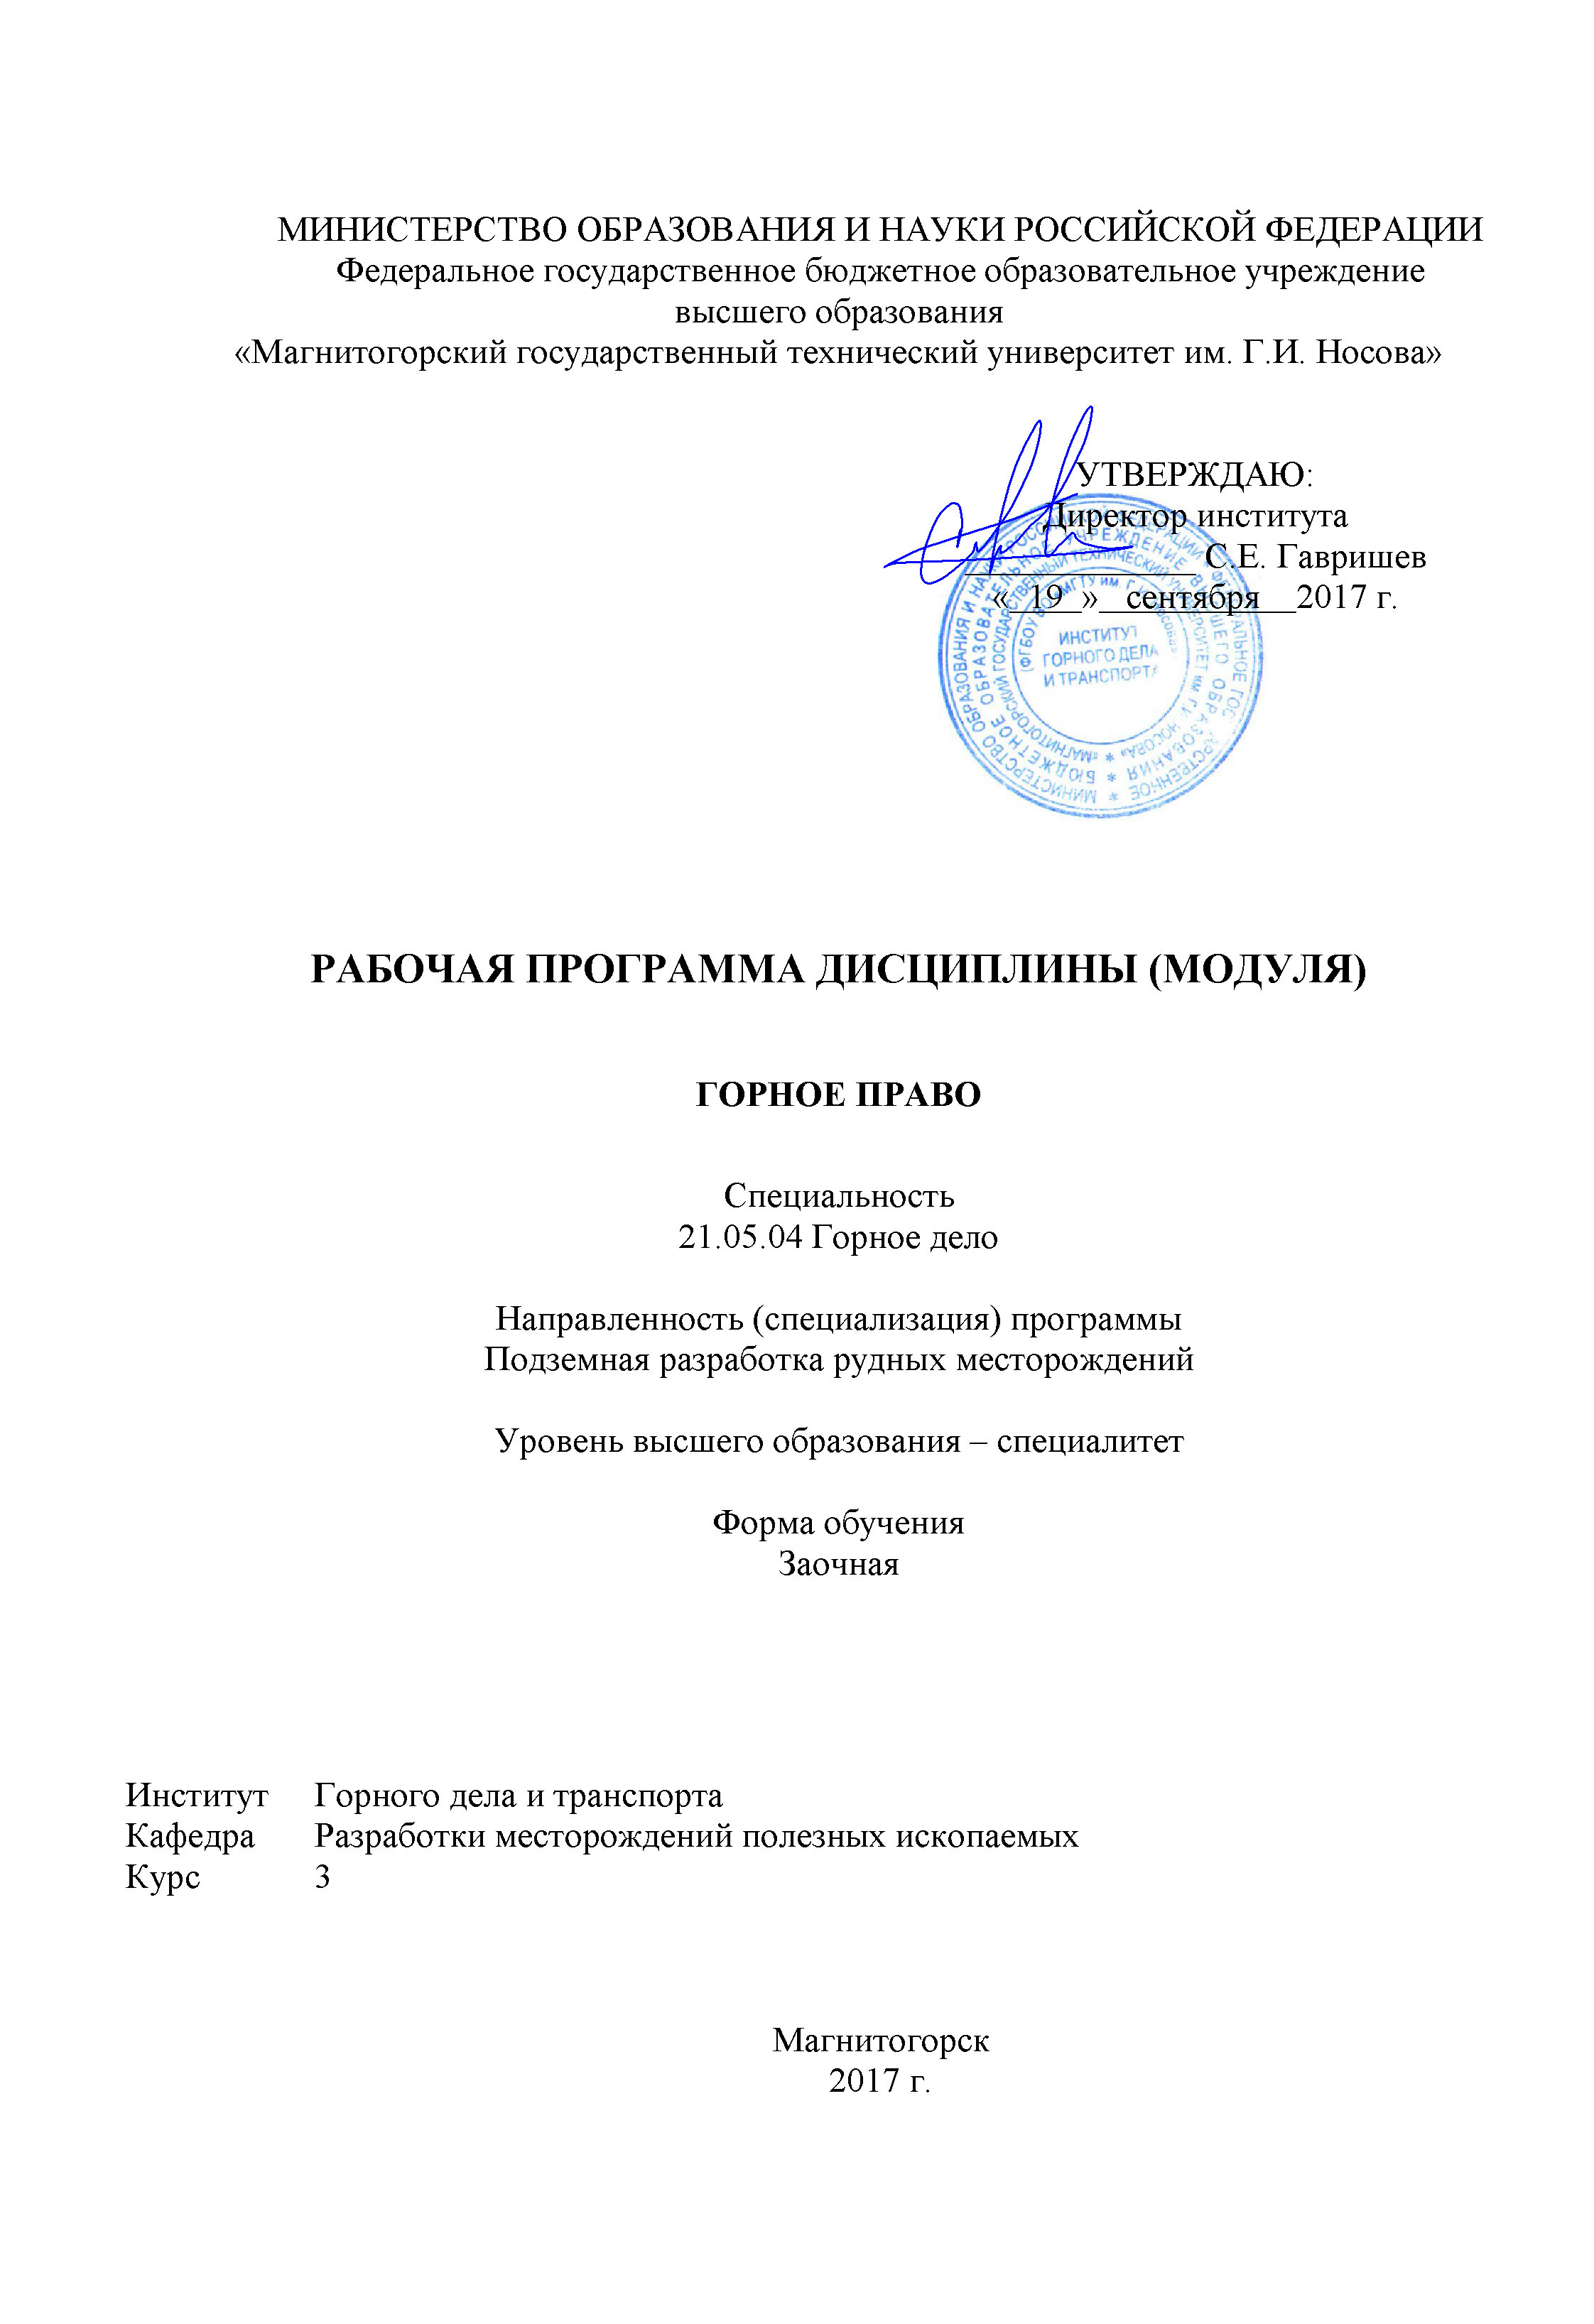 МИНИСТЕРСТВО ОБРАЗОВАНИЯ И НАУКИ РОССИЙСКОЙ ФЕДЕРАЦИИ
Федеральное государственное бюджетное образовательное учреждение
высшего образования
«Магнитогорский государственный технический университет им. Г.И. Носова»
УТВЕРЖДАЮ:
Директор института
С.Е. Гавришев
« 19 » сентября 2017 г.
ИНСТИТУТ
ГОРНОГО ДЕЛА
И ТРАНСПОРТА
РАБОЧАЯ ПРОГРАММА ДИСЦИПЛИНЫ (МОДУЛЯ)
ГОРНОЕ ПРАВО
Специальность
21.05.04 Горное дело
Направленность (специализация) программы
Подземная разработка рудных месторождений
Уровень высшего образования – специалитет
Форма обучения
Заочная
Институт Горного дела и транспорта
Кафедра Разработки месторождений полезных ископаемых
Курс 3
Магнитогорск
2017 г.